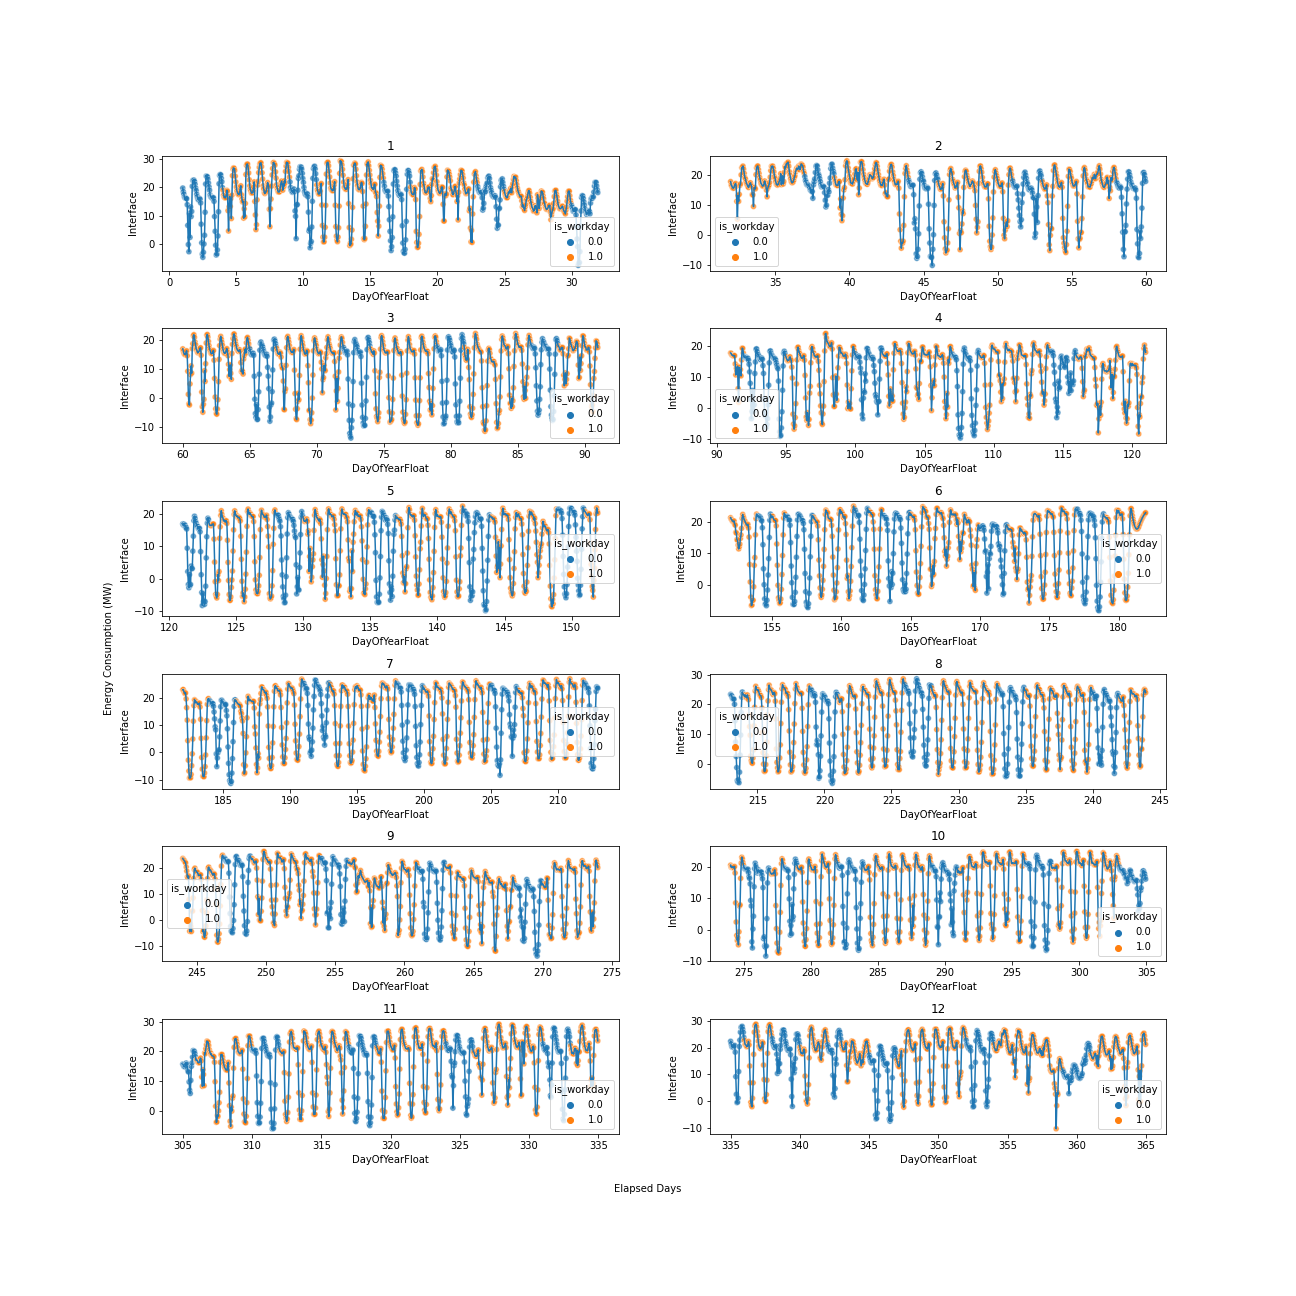 1
30
20
10
0
Interface
is_workday
0.0
1.0
0 5 10 15 20 25 30
DayOfYearFloat
2
20
10
0
−10
Interface
is_workday
0.0
1.0
35 40 45 50 55 60
DayOfYearFloat
3
20
10
0
−10
Interface
is_workday
0.0
1.0
60 65 70 75 80 85 90
DayOfYearFloat
4
20
10
0
−10
Interface
is_workday
0.0
1.0
90 95 100 105 110 115 120
DayOfYearFloat
5
20
10
0
−10
Interface
is_workday
0.0
1.0
120 125 130 135 140 145 150
DayOfYearFloat
6
20
10
0
Interface
is_workday
0.0
1.0
155 160 165 170 175 180
DayOfYearFloat
Energy Consumption (MW)
7
20
10
0
−10
Interface
is_workday
0.0
1.0
185 190 195 200 205 210
DayOfYearFloat
8
30
20
10
0
Interface
is_workday
0.0
1.0
215 220 225 230 235 240 245
DayOfYearFloat
9
20
10
0
−10
Interface
is_workday
0.0
1.0
245 250 255 260 265 270 275
DayOfYearFloat
10
20
10
0
−10
Interface
is_workday
0.0
1.0
275 280 285 290 295 300 305
DayOfYearFloat
11
30
20
10
0
Interface
is_workday
0.0
1.0
305 310 315 320 325 330 335
DayOfYearFloat
12
30
20
10
0
−10
Interface
is_workday
0.0
1.0
335 340 345 350 355 360 365
DayOfYearFloat
Elapsed Days